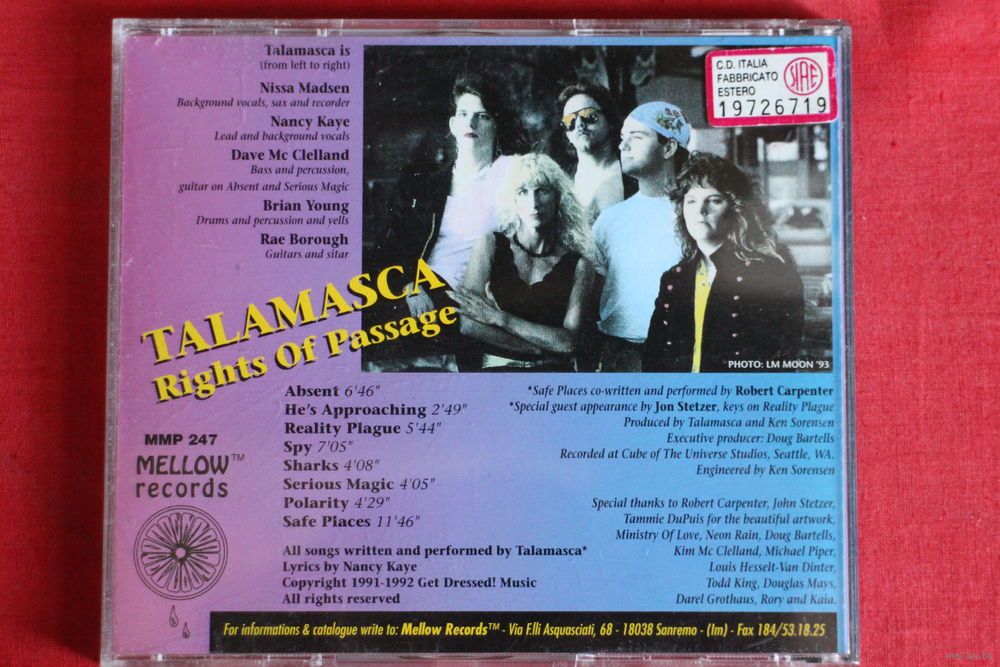 Talamasca is
(from left to right)
Nissa Madsen
Background vocals, sax and recorder
Nancy Kaye
Lead and background vocals
Dave Mc Clelland
Bass and percussion,
guitar on Absent and Serious Magic
Brian Young
Drums and percussion and yells
Rae Borough
Guitars and sitar
C.D. ITALIA
FABBRICATO
ESTERO
SIAE
19726719
TALAMASCA
Rights Of Passage
PHOTO: LM MOON '93
Absent 6'46"
He's Approaching 2'49"
Reality Plague 5'44"
Spy 7'05"
Sharks 4'08"
Serious Magic 4'05"
Polarity 4'29"
Safe Places 11'46"
All songs written and performed by Talamasca*
Lyrics by Nancy Kaye
Copyright 1991-1992 Get Dressed! Music
All rights reserved
MMP 247
MELLOW™
records
*Safe Places co-written and performed by Robert Carpenter
*Special guest appearance by Jon Stetzer, keys on Reality Plague
Produced by Talamasca and Ken Sorensen
Executive producer: Doug Bartells
Recorded at Cube of The Universe Studios, Seattle, WA.
Engineered by Ken Sorensen
Special thanks to Robert Carpenter, John Stetzer,
Tammie DuPuis for the beautiful artwork,
Ministry Of Love, Neon Rain, Doug Bartells,
Kim Mc Clelland, Michael Piper,
Louis Hesselt-Van Dinter,
Todd King, Douglas Mays,
Darel Grothaus, Rory and Kaia.
For informations & catalogue write to: Mellow Records™ - Via F.lli Asquasciati, 68 - 18038 Sanremo - (Im) - Fax 184/53.18.25